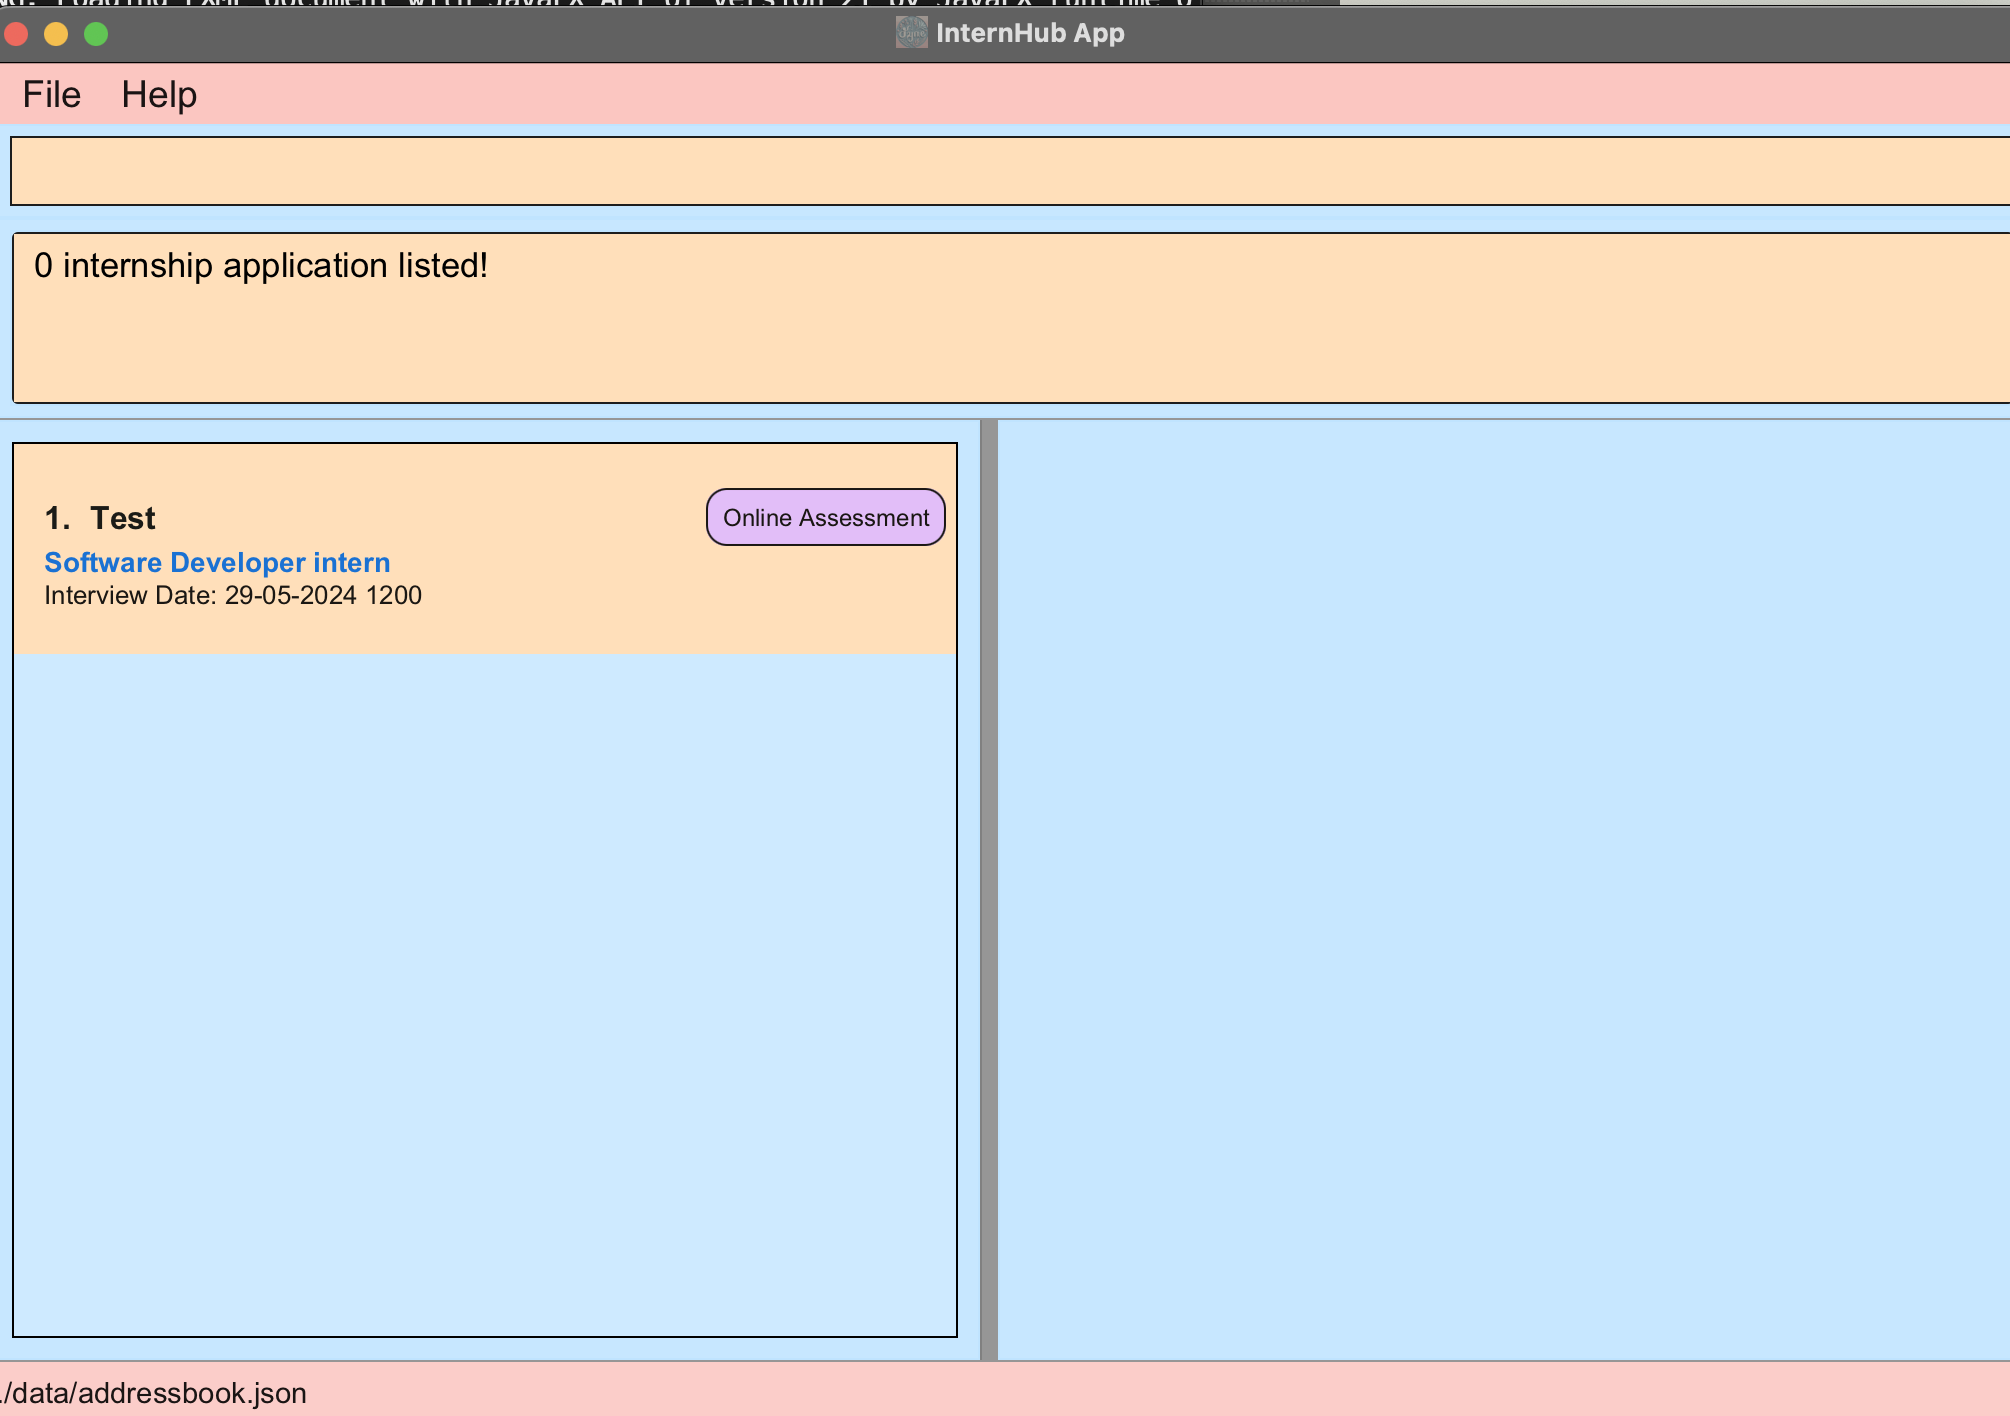 InternHub App
File Help
0 internship application listed!
1. Test
Online Assessment
Software Developer intern
Interview Date: 29-05-2024 1200
./data/addressbook.json